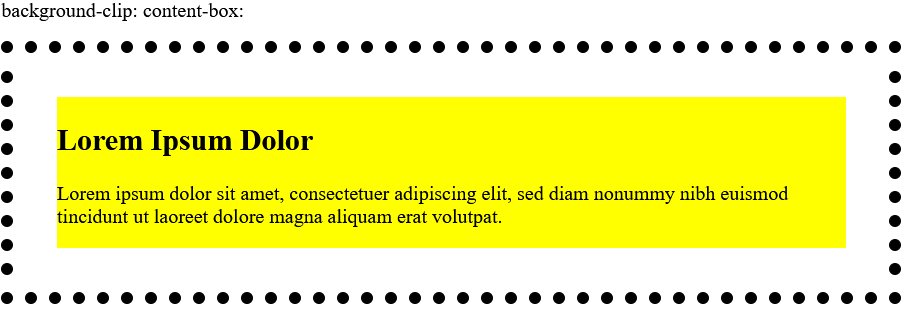 background-clip: content-box:
Lorem Ipsum Dolor
Lorem ipsum dolor sit amet, consectetuer adipiscing elit, sed diam nonummy nibh euismod
tincidunt ut laoreet dolore magna aliquam erat volutpat.